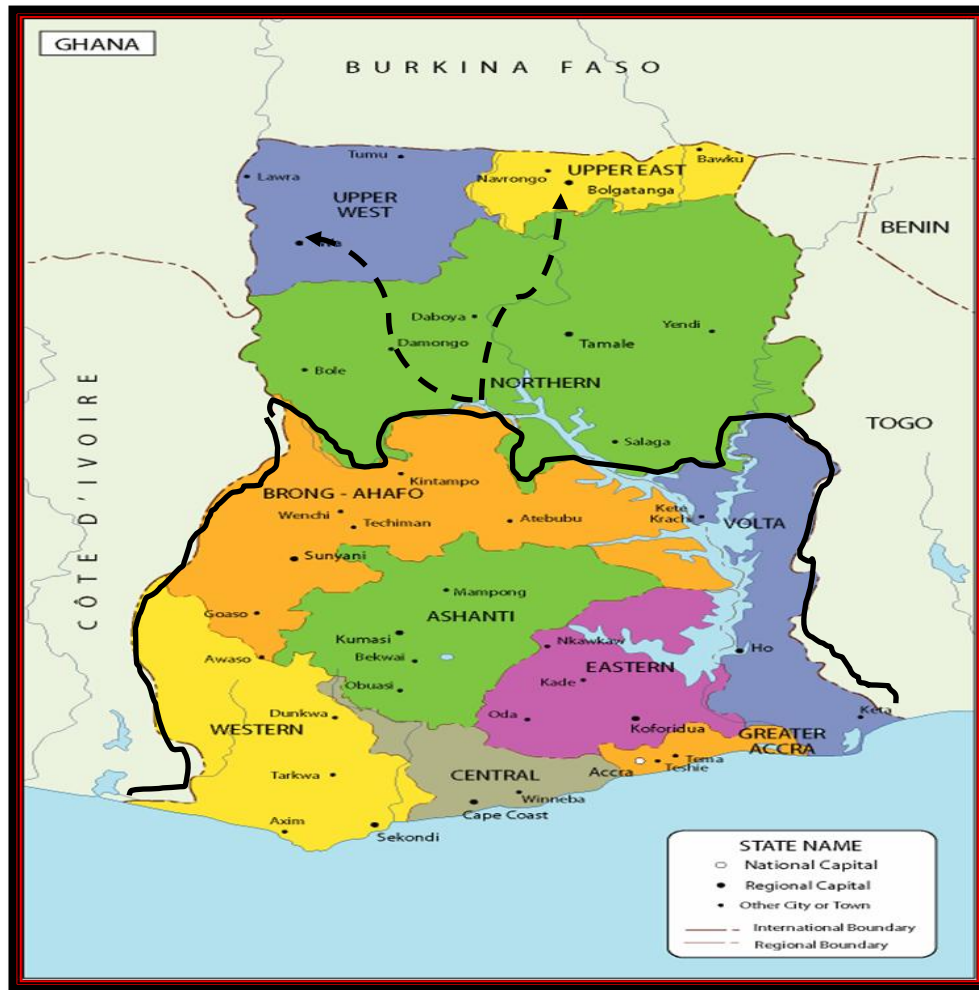 GHANA
BURKINA FASO
Tumu
Bawku
Navrongo
UPPER EAST
Lawra
Bolgatanga
UPPER
WEST
BENIN
Daboya
Yendi
Tamale
Damongo
Bole
NORTHERN
CÔTE D'IVOIRE
TOGO
Salaga
Kintampo
BRONG - AHAFO
Kete
Krachi
Wenchi
Techiman
Atebubu
VOLTA
Sunyani
Mampong
Goaso
ASHANTI
Kumasi
Nkawkaw
Ho
Awaso
Bekwai
EASTERN
Obuasi
Kade
Dunkwa
Oda
Koforidua
Keta
WESTERN
GREATER
ACCRA
Tema
Accra
Teshie
Tarkwa
CENTRAL
Winneba
Cape Coast
Axim
Sekondi
STATE NAME
National Capital
Regional Capital
Other City or Town
International Boundary
Regional Boundary